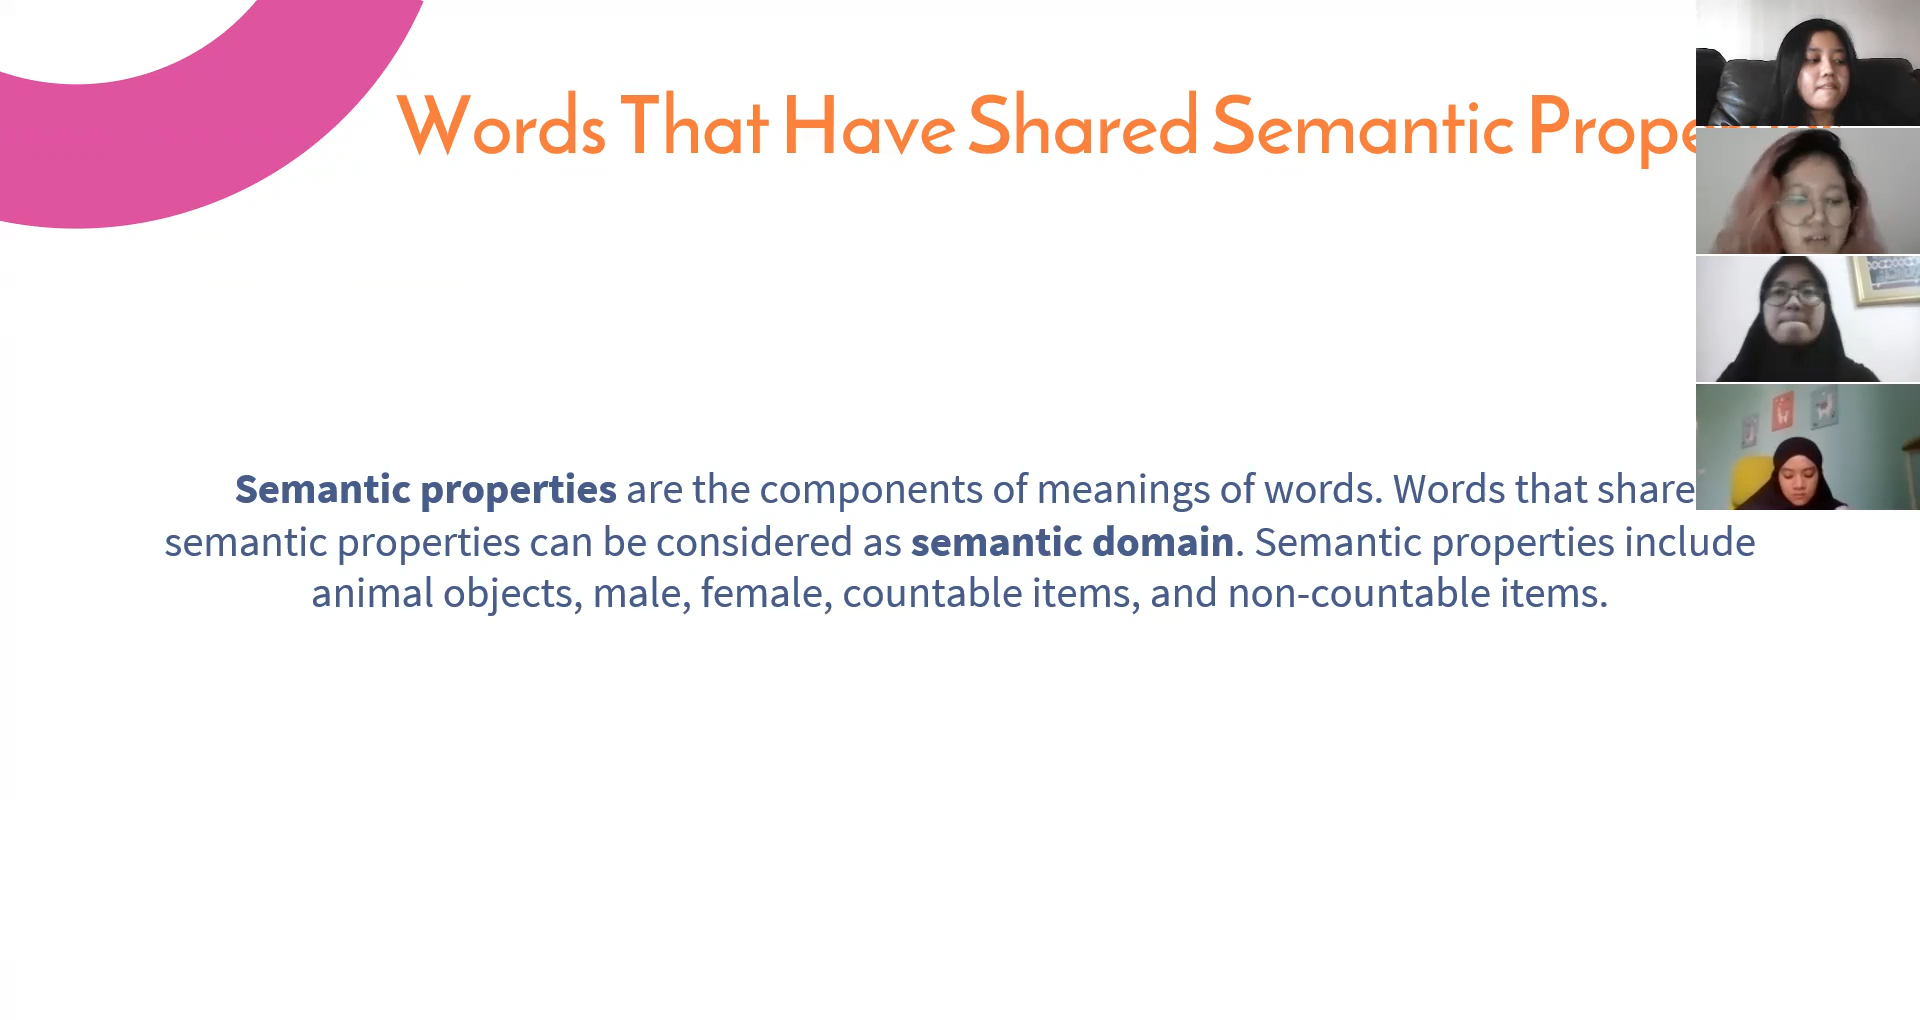 Words That Have Shared Semantic
Semantic properties are the components of meanings of words. Words that share
semantic properties can be considered as semantic domain. Semantic properties include
animal objects, male, female, countable items, and non-countable items.